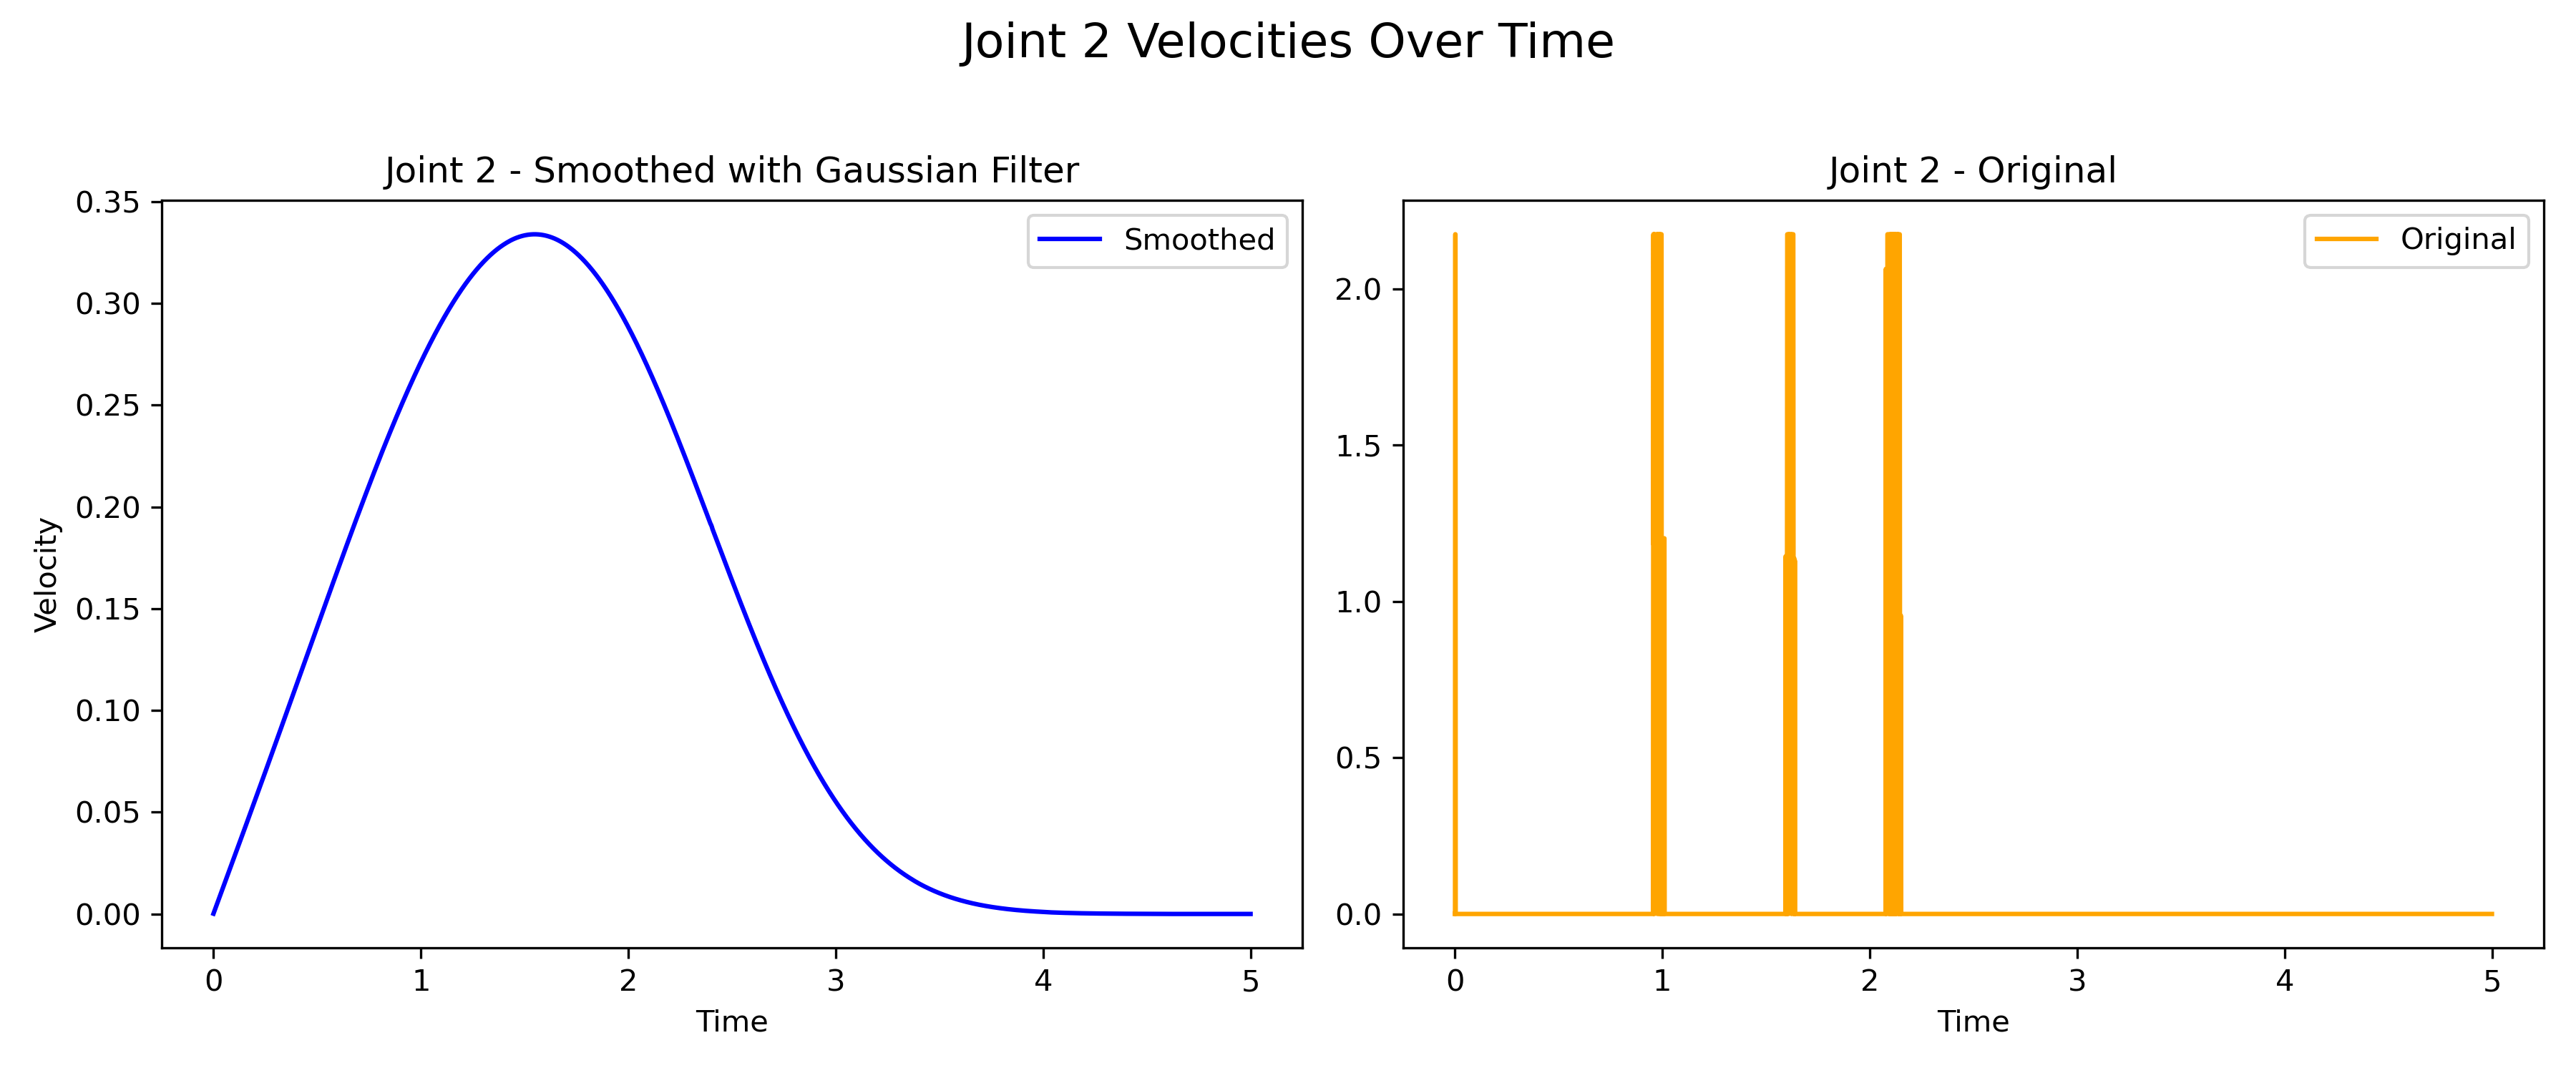 Joint 2 Velocities Over Time
Joint 2 - Smoothed with Gaussian Filter
0.35
0.30
0.25
0.20
0.15
0.10
0.05
0.00
Velocity
Smoothed
0 1 2 3 4 5
Time
Joint 2 - Original
2.0
1.5
1.0
0.5
0.0
Original
0 1 2 3 4 5
Time